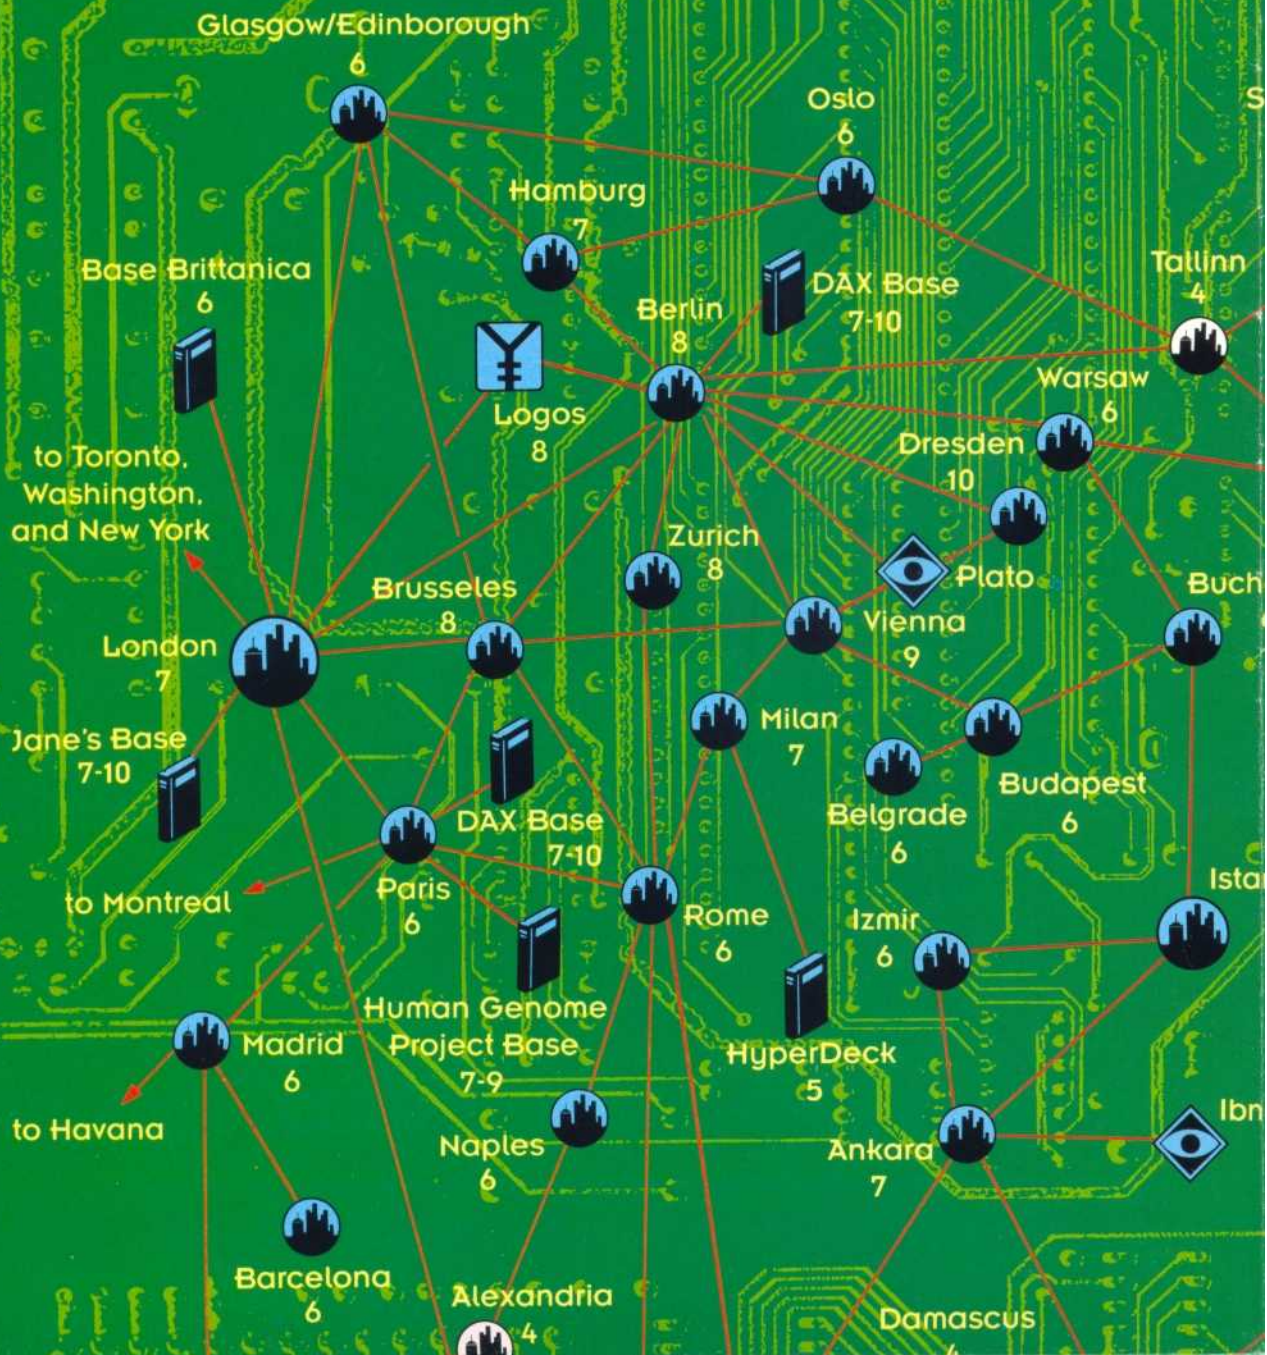 Glasgow/Edinborough
6
Oslo
6
Hamburg
7
Base Brittanica
6
DAX Base
7-10
Tallinn
4
Berlin
8
Warsaw
6
Logos
8
Dresden
10
to Toronto,
Washington,
and New York
Zurich
8
Plato
Brusseles
8
Buch
London
7
Vienna
9
Milan
7
Jane's Base
7-10
Budapest
6
Belgrade
6
DAX Base
7-10
Paris
6
to Montreal
Rome
6
Izmir
6
Istar
Human Genome
Project Base
7-9
Madrid
6
HyperDeck
5
to Havana
Naples
6
Ankara
7
Barcelona
6
Alexandria
4
Damascus